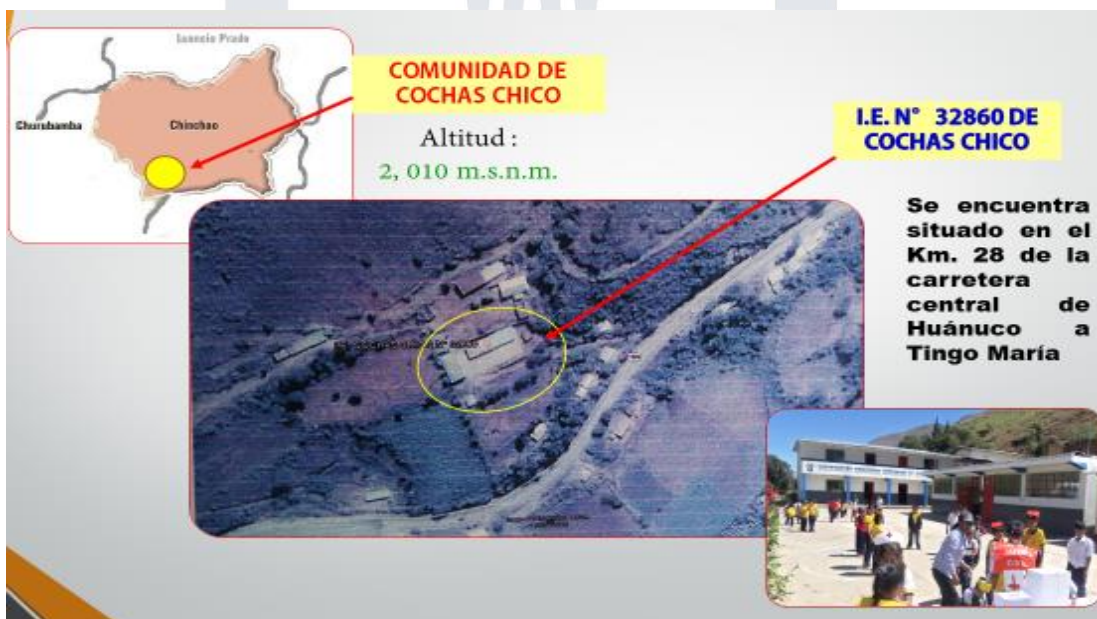 Leoncio Prado
Churubamba
Chinchao
COMUNIDAD DE
COCHAS CHICO
Altitud :
2, 010 m.s.n.m.
I.E. N° 32860 DE
COCHAS CHICO
Se encuentra
situado en el
Km. 28 de la
carretera
central de
Huánuco a
Tingo María